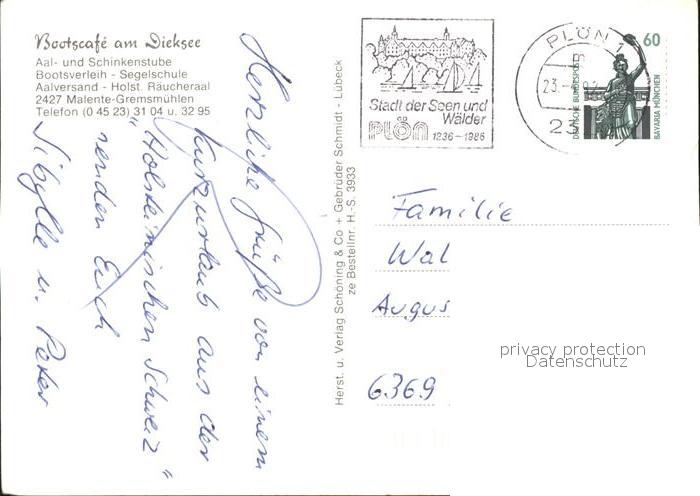 Bootscafé am Dieksee
Aal- und Schinkenstube
Bootsverleih - Segelschule
Aalversand - Holst. Räucheraal
2427 Malente-Gremsmühlen
Telefon (0 45 23) 31 04 u. 32 95
Herzliche Grüße von einem
Kurzurlaub aus der
"Holsteinischen Schweiz"
senden Euch
Sibylle u. Peter
Herst. u. Verlag Schöning & Co + Gebrüder Schmidt - Lübeck
ze Bestellnr. H.-S. 3933
Stadt der Seen und
Wälder
PLÖN 1236-1986
PLÖN 1
23.
60
DEUTSCHE BUNDESPOST
BAVARIA MÜNCHEN
Familie
Wal
Augus
6369
privacy protection
Datenschutz